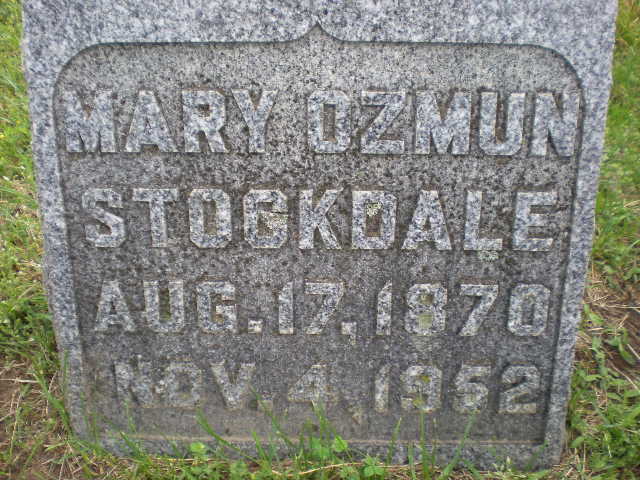 MARY OZMUN
STOCKDALE
AUG. 17, 1870
NOV. 4, 1952